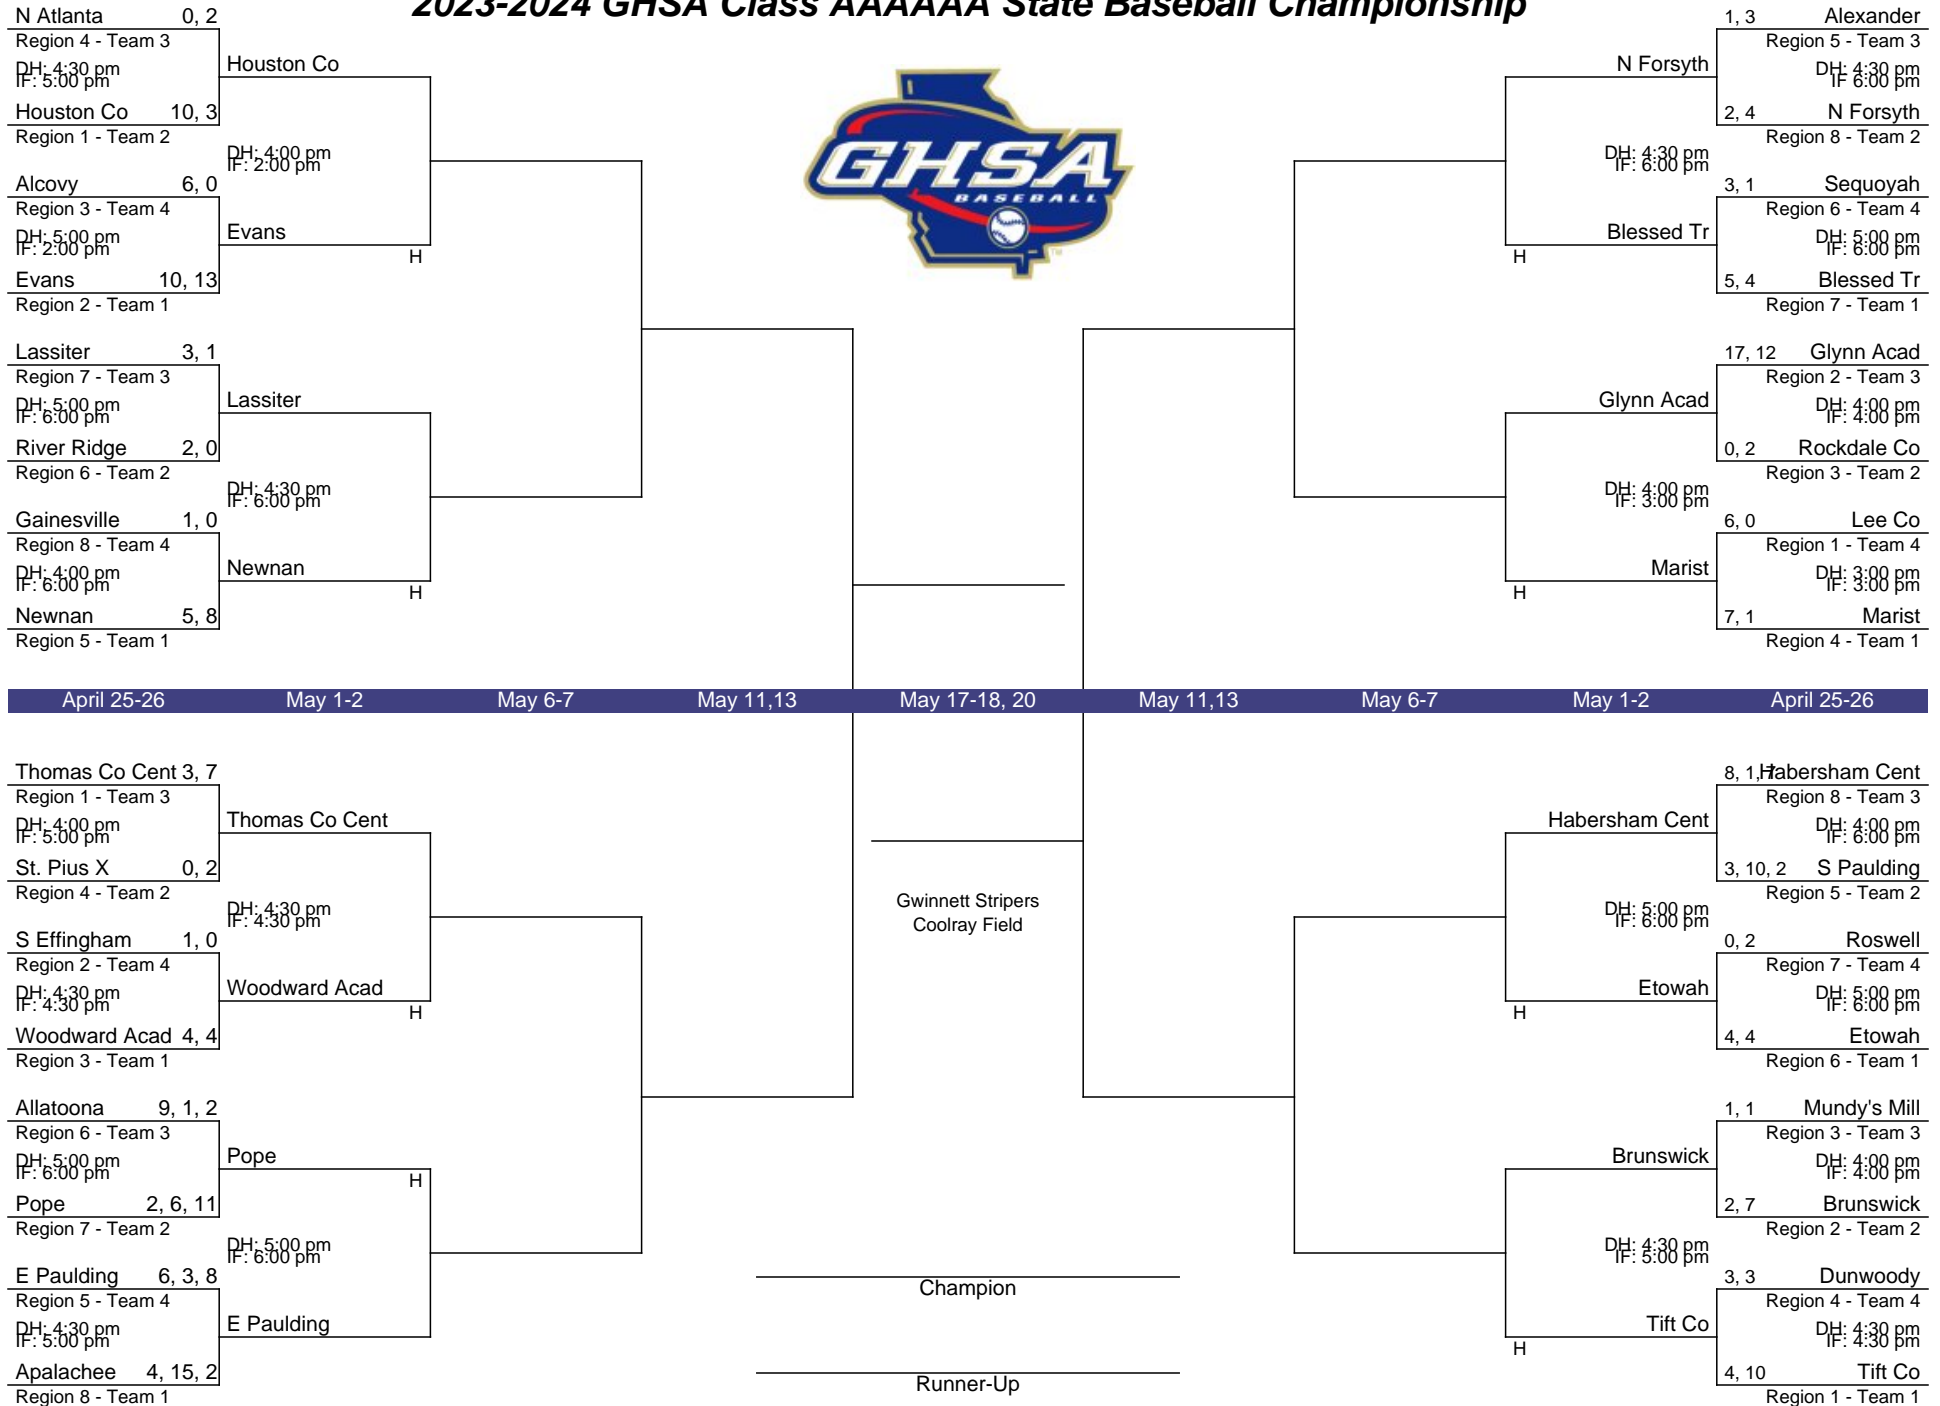 2023-2024 GHSA Class AAAAAA State Baseball Championship
N Atlanta 0, 2
Region 4 - Team 3
DH: 4:30 pm
IF: 5:00 pm
Houston Co 10, 3
Region 1 - Team 2
Alcovy 6, 0
Region 3 - Team 4
DH: 5:00 pm
IF: 2:00 pm
Evans 10, 13
Region 2 - Team 1
Lassiter 3, 1
Region 7 - Team 3
DH: 5:00 pm
IF: 6:00 pm
River Ridge 2, 0
Region 6 - Team 2
Gainesville 1, 0
Region 8 - Team 4
DH: 4:00 pm
IF: 6:00 pm
Newnan 5, 8
Region 5 - Team 1
Houston Co
DH: 4:00 pm
IF: 2:00 pm
Evans
H
Lassiter
DH: 4:30 pm
IF: 6:00 pm
Newnan
H
GHSA
BASEBALL
N Forsyth
DH: 4:30 pm
IF: 6:00 pm
Blessed Tr
H
Glynn Acad
DH: 4:00 pm
IF: 3:00 pm
Marist
H
1, 3 Alexander
Region 5 - Team 3
DH: 4:30 pm
IF 6:00 pm
2, 4 N Forsyth
Region 8 - Team 2
3, 1 Sequoyah
Region 6 - Team 4
DH: 5:00 pm
IF: 6:00 pm
5, 4 Blessed Tr
Region 7 - Team 1
17, 12 Glynn Acad
Region 2 - Team 3
DH: 4:00 pm
IF: 4:00 pm
0, 2 Rockdale Co
Region 3 - Team 2
6, 0 Lee Co
Region 1 - Team 4
DH: 3:00 pm
IF: 3:00 pm
7, 1 Marist
Region 4 - Team 1
April 25-26 May 1-2 May 6-7 May 11,13 May 17-18, 20 May 11,13 May 6-7 May 1-2 April 25-26
Thomas Co Cent 3, 7
Region 1 - Team 3
DH: 4:00 pm
IF: 5:00 pm
St. Pius X 0, 2
Region 4 - Team 2
S Effingham 1, 0
Region 2 - Team 4
DH: 4:30 pm
IF: 4:30 pm
Woodward Acad 4, 4
Region 3 - Team 1
Allatoona 9, 1, 2
Region 6 - Team 3
DH: 5:00 pm
IF: 6:00 pm
Pope 2, 6, 11
Region 7 - Team 2
E Paulding 6, 3, 8
Region 5 - Team 4
DH: 4:30 pm
IF: 5:00 pm
Apalachee 4, 15, 2
Region 8 - Team 1
Thomas Co Cent
DH: 4:30 pm
IF: 4:30 pm
Woodward Acad
H
Pope
H
DH: 5:00 pm
IF: 6:00 pm
E Paulding
Gwinnett Stripers
Coolray Field
Champion
Runner-Up
Habersham Cent
DH: 5:00 pm
IF: 6:00 pm
Etowah
H
Brunswick
DH: 4:30 pm
IF: 5:00 pm
Tift Co
H
8, 1, 7 Habersham Cent
Region 8 - Team 3
DH: 4:00 pm
IF: 6:00 pm
3, 10, 2 S Paulding
Region 5 - Team 2
0, 2 Roswell
Region 7 - Team 4
DH: 5:00 pm
IF: 6:00 pm
4, 4 Etowah
Region 6 - Team 1
1, 1 Mundy's Mill
Region 3 - Team 3
DH: 4:00 pm
IF: 4:00 pm
2, 7 Brunswick
Region 2 - Team 2
3, 3 Dunwoody
Region 4 - Team 4
DH: 4:30 pm
IF: 4:30 pm
4, 10 Tift Co
Region 1 - Team 1